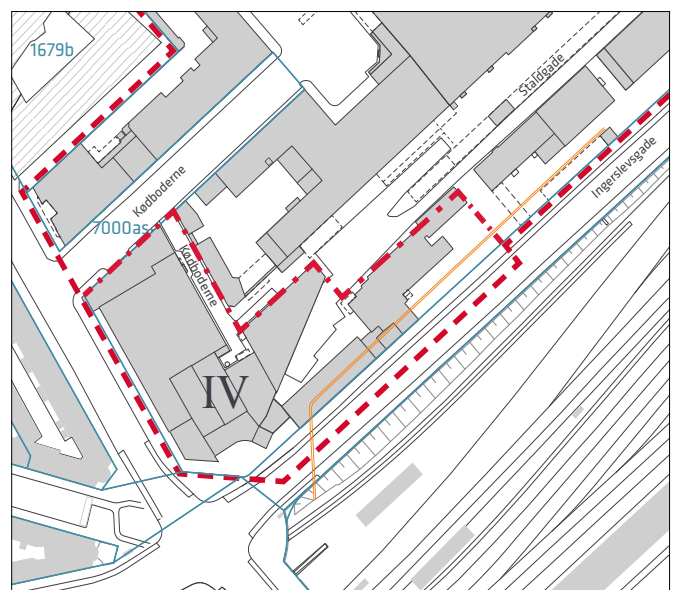 1679b
Staldgade
Ingerslevsgade
Kødboderne
7000as
Kødboderne
IV